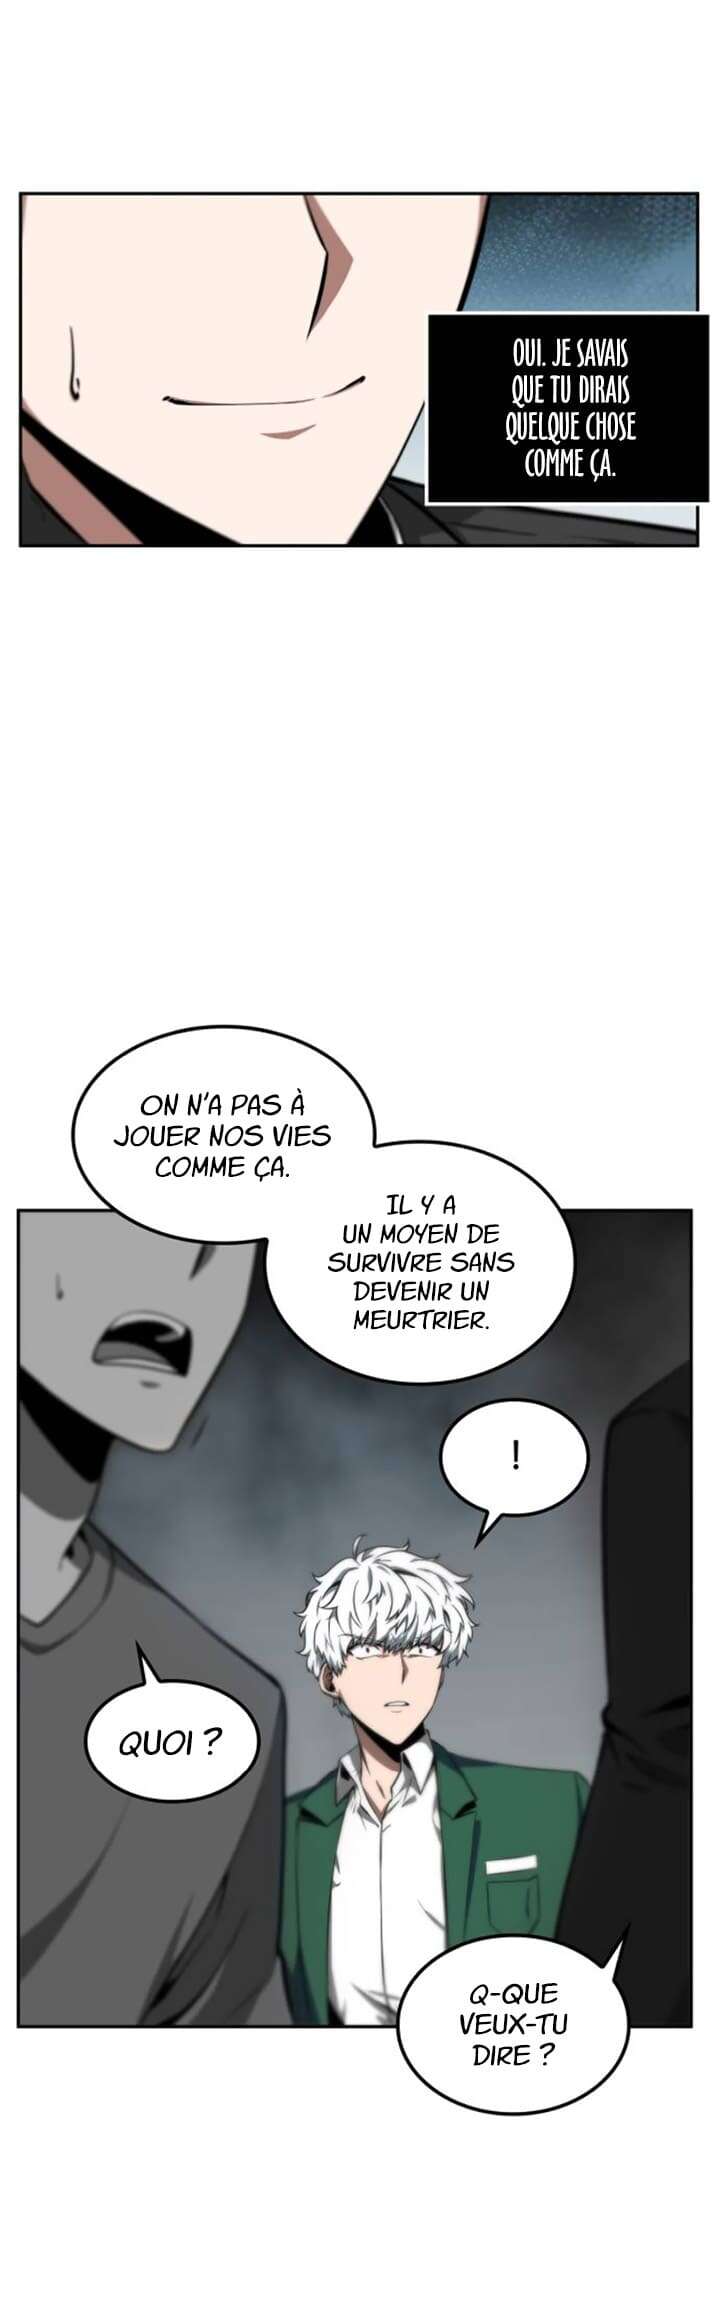 OUI. JE SAVAIS
QUE TU DIRAIS
QUELQUE CHOSE
COMME ÇA.
ON N'A PAS À
JOUER NOS VIES
COMME ÇA.
IL Y A
UN MOYEN DE
SURVIVRE SANS
DEVENIR UN
MEURTRIER.
!
QUOI ?
Q-QUE
VEUX-TU
DIRE ?